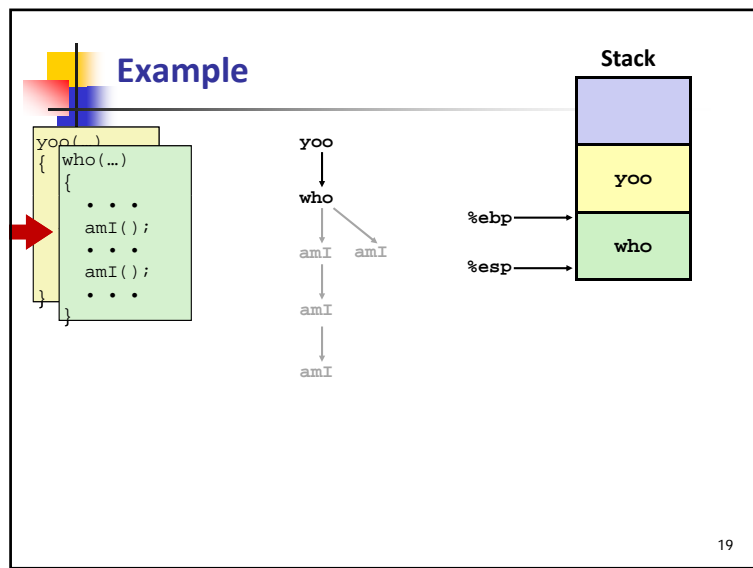 Example
Stack
yoo(…)
{
}
who(…)
{
• • •
amI();
• • •
amI();
• • •
}
yoo
who
amI amI
amI
amI
%ebp
%esp
yoo
who
19